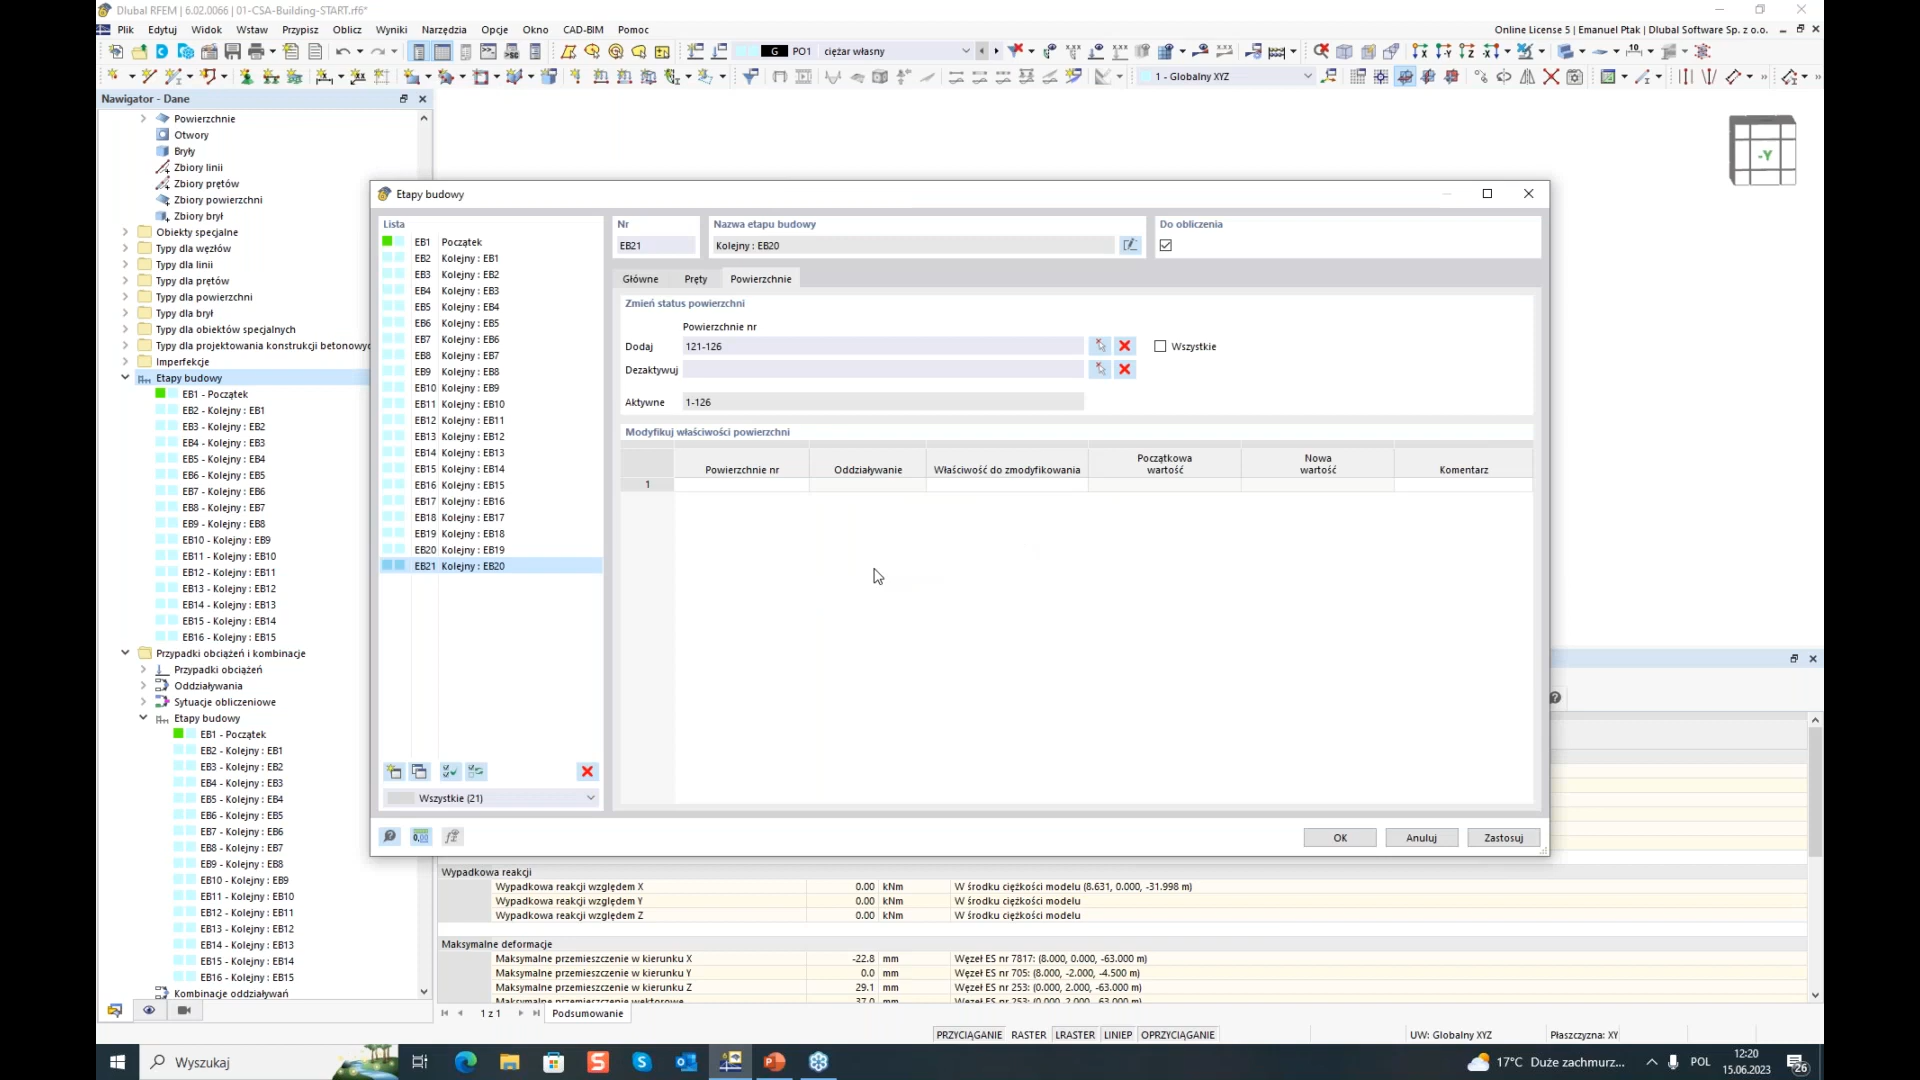 Dlubal RFEM | 6.02.0066 | 01-CSA-Building-START.rf6*
Plik Edytuj Widok Wstaw Przypisz Oblicz Wyniki Narzędzia Opcje Okno CAD-BIM Pomoc
Online License 5 | Emanuel Ptak | Dlubal Software Sp. z o.o.
G PO1 ciężar własny
1 - Globalny XYZ
Nawigator - Dane
Powierzchnie
Otwory
Bryły
Zbiory linii
Zbiory prętów
Zbiory powierzchni
Zbiory brył
Obiekty specjalne
Typy dla węzłów
Typy dla linii
Typy dla prętów
Typy dla powierzchni
Typy dla brył
Typy dla obiektów specjalnych
Typy dla projektowania konstrukcji betonowyc
Imperfekcje
Etapy budowy
EB1 - Początek
EB2 - Kolejny : EB1
EB3 - Kolejny : EB2
EB4 - Kolejny : EB3
EB5 - Kolejny : EB4
EB6 - Kolejny : EB5
EB7 - Kolejny : EB6
EB8 - Kolejny : EB7
EB9 - Kolejny : EB8
EB10 - Kolejny : EB9
EB11 - Kolejny : EB10
EB12 - Kolejny : EB11
EB13 - Kolejny : EB12
EB14 - Kolejny : EB13
EB15 - Kolejny : EB14
EB16 - Kolejny : EB15
Przypadki obciążeń i kombinacje
Przypadki obciążeń
Oddziaływania
Sytuacje obliczeniowe
Etapy budowy
EB1 - Początek
EB2 - Kolejny : EB1
EB3 - Kolejny : EB2
EB4 - Kolejny : EB3
EB5 - Kolejny : EB4
EB6 - Kolejny : EB5
EB7 - Kolejny : EB6
EB8 - Kolejny : EB7
EB9 - Kolejny : EB8
EB10 - Kolejny : EB9
EB11 - Kolejny : EB10
EB12 - Kolejny : EB11
EB13 - Kolejny : EB12
EB14 - Kolejny : EB13
EB15 - Kolejny : EB14
EB16 - Kolejny : EB15
Kombinacje oddziaływań
-Y
Etapy budowy
Lista
EB1 Początek
EB2 Kolejny : EB1
EB3 Kolejny : EB2
EB4 Kolejny : EB3
EB5 Kolejny : EB4
EB6 Kolejny : EB5
EB7 Kolejny : EB6
EB8 Kolejny : EB7
EB9 Kolejny : EB8
EB10 Kolejny : EB9
EB11 Kolejny : EB10
EB12 Kolejny : EB11
EB13 Kolejny : EB12
EB14 Kolejny : EB13
EB15 Kolejny : EB14
EB16 Kolejny : EB15
EB17 Kolejny : EB16
EB18 Kolejny : EB17
EB19 Kolejny : EB18
EB20 Kolejny : EB19
EB21 Kolejny : EB20
Wszystkie (21)
Nr
EB21
Nazwa etapu budowy
Kolejny : EB20
Do obliczenia
Główne Pręty Powierzchnie
Zmień status powierzchni
Powierzchnie nr
Dodaj 121-126 Wszystkie
Dezaktywuj
Aktywne 1-126
Modyfikuj właściwości powierzchni
Powierzchnie nr Oddziaływanie Właściwość do zmodyfikowania Początkowa wartość Nowa wartość Komentarz
1
OK Anuluj Zastosuj
Wypadkowa reakcji
Wypadkowa reakcji względem X 0.00 kNm W środku ciężkości modelu (8.631, 0.000, -31.998 m)
Wypadkowa reakcji względem Y 0.00 kNm W środku ciężkości modelu
Wypadkowa reakcji względem Z 0.00 kNm W środku ciężkości modelu
Maksymalne deformacje
Maksymalne przemieszczenie w kierunku X -22.8 mm Węzeł ES nr 7817: (8.000, 0.000, -63.000 m)
Maksymalne przemieszczenie w kierunku Y 0.0 mm Węzeł ES nr 705: (8.000, -2.000, -4.500 m)
Maksymalne przemieszczenie w kierunku Z 29.1 mm Węzeł ES nr 253: (0.000, 2.000, -63.000 m)
Maksymalne przemieszczenie wektorowe 37.0 mm Węzeł ES nr 253: (0.000, 2.000, -63.000 m)
1 z 1 Podsumowanie
PRZYCIĄGANIE RASTER LRASTER LINIEP OPRZYCIĄGANIE
UW: Globalny XYZ Płaszczyzna: XY
Wyszukaj
17°C Duże zachmurz... POL 12:20
15.06.2023
26